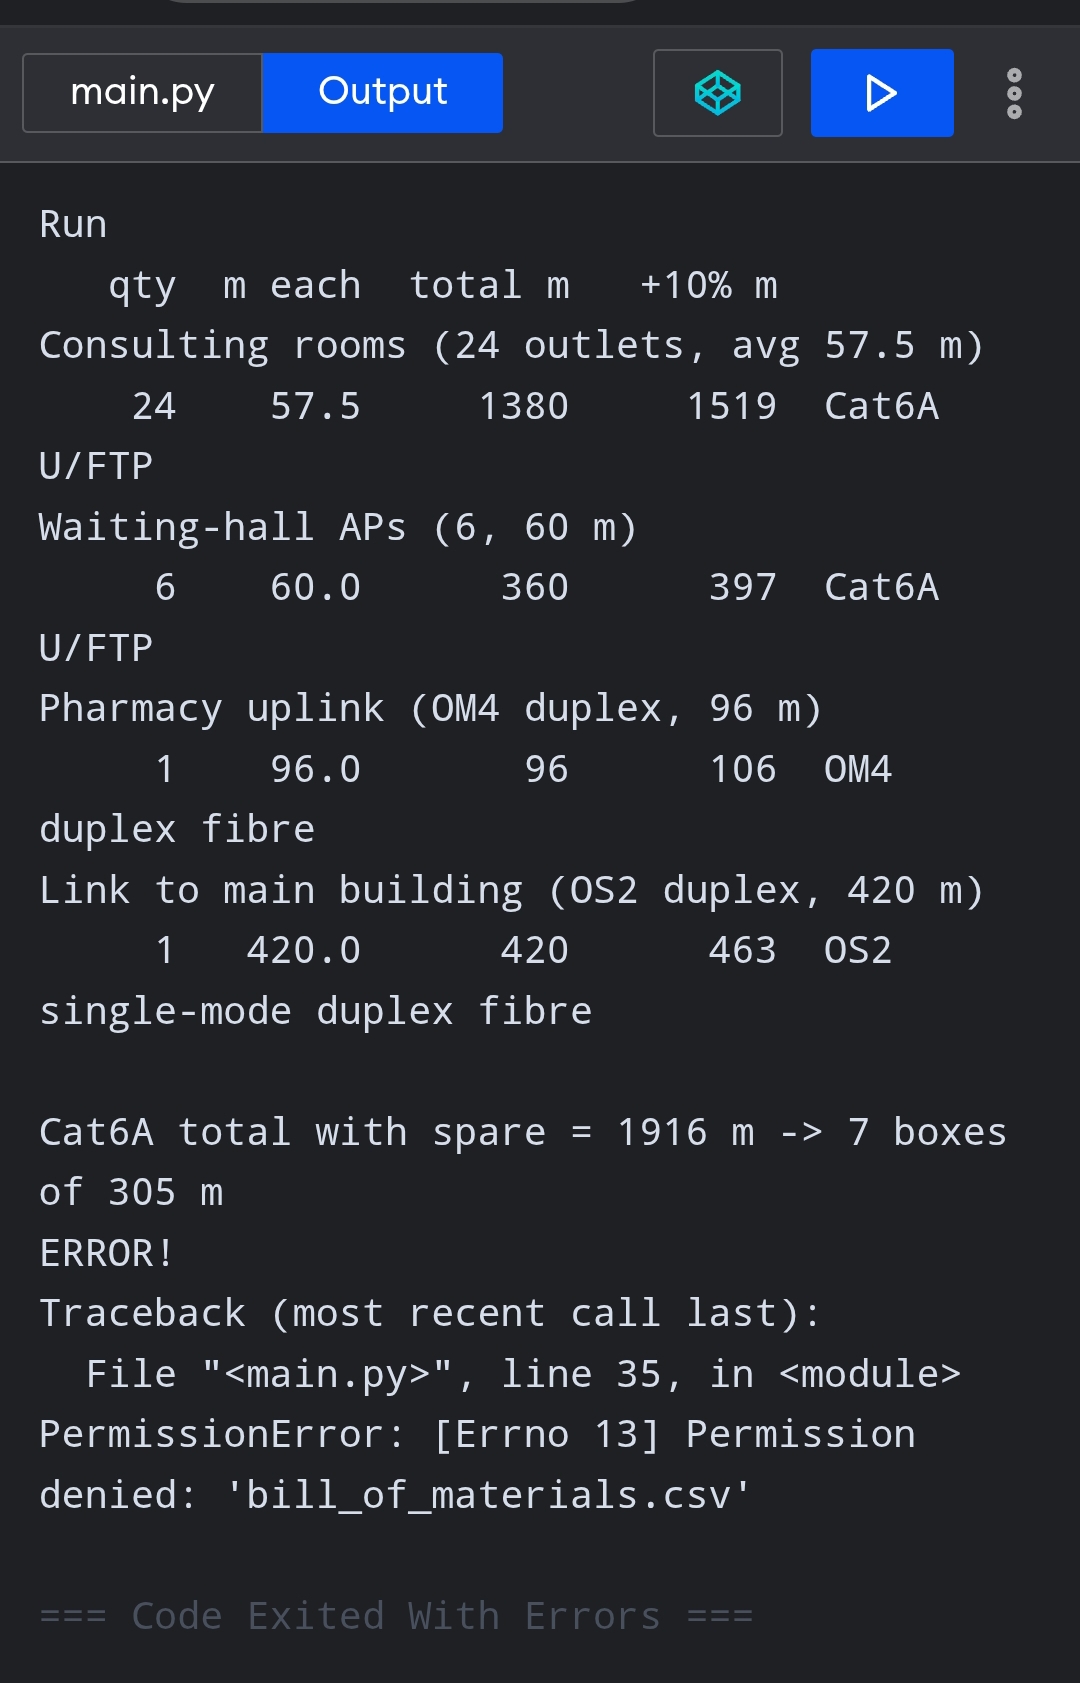 main.py Output
Run
qty m each total m +10% m
Consulting rooms (24 outlets, avg 57.5 m)
24 57.5 1380 1519 Cat6A
U/FTP
Waiting-hall APs (6, 60 m)
6 60.0 360 397 Cat6A
U/FTP
Pharmacy uplink (OM4 duplex, 96 m)
1 96.0 96 106 OM4
duplex fibre
Link to main building (OS2 duplex, 420 m)
1 420.0 420 463 OS2
single-mode duplex fibre
Cat6A total with spare = 1916 m -> 7 boxes
of 305 m
ERROR!
Traceback (most recent call last):
File "<main.py>", line 35, in <module>
PermissionError: [Errno 13] Permission
denied: 'bill_of_materials.csv'
=== Code Exited With Errors ===